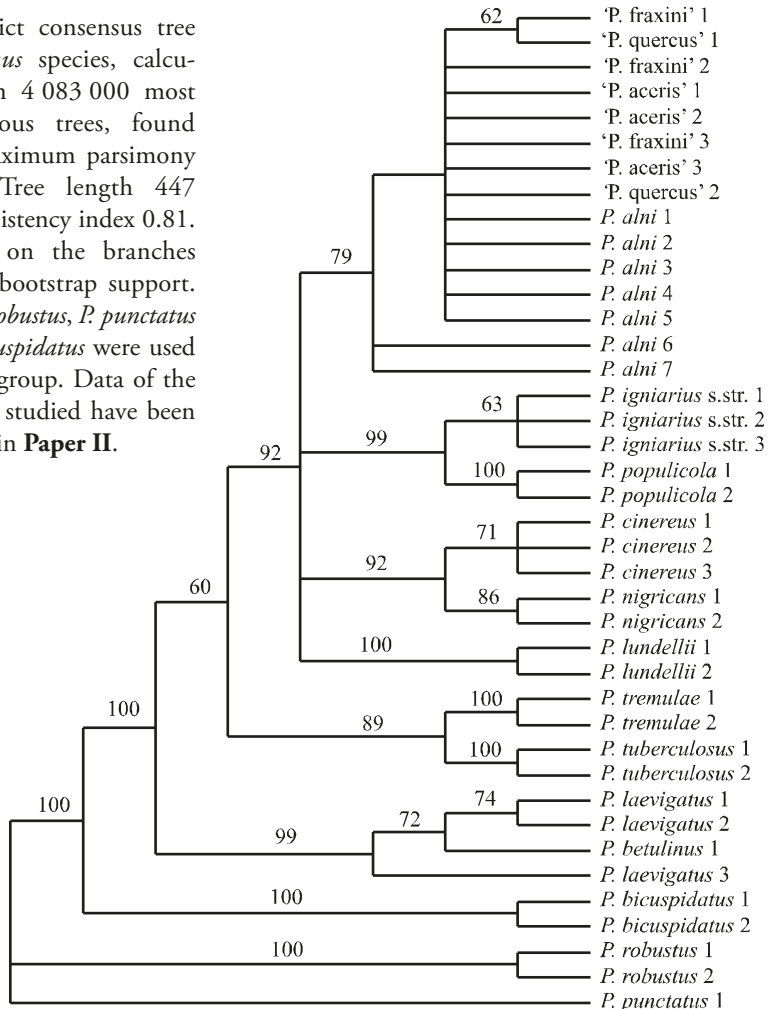 ict consensus tree
us species, calcu-
n 4 083 000 most
ous trees, found
aximum parsimony
Tree length 447
sistency index 0.81.
on the branches
bootstrap support.
obustus, P. punctatus
uspidatus were used
group. Data of the
studied have been
in Paper II.
62
'P. fraxini' 1
'P. quercus' 1
'P. fraxini' 2
'P. aceris' 1
'P. aceris' 2
'P. fraxini' 3
'P. aceris' 3
'P. quercus' 2
P. alni 1
P. alni 2
79
P. alni 3
P. alni 4
P. alni 5
P. alni 6
P. alni 7
P. igniarius s.str. 1
63
P. igniarius s.str. 2
99
P. igniarius s.str. 3
92
100
P. populicola 1
P. populicola 2
P. cinereus 1
71
P. cinereus 2
92
P. cinereus 3
60
86
P. nigricans 1
P. nigricans 2
100
P. lundellii 1
P. lundellii 2
100
P. tremulae 1
100
89
P. tremulae 2
100
P. tuberculosus 1
P. tuberculosus 2
100
74
P. laevigatus 1
72
P. laevigatus 2
99
P. betulinus 1
P. laevigatus 3
100
P. bicuspidatus 1
P. bicuspidatus 2
100
P. robustus 1
P. robustus 2
P. punctatus 1